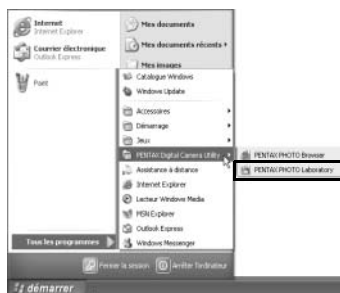 Internet
Internet Explorer
Courrier électronique
Outlook Express
Paint
Tous les programmes
Mes documents
Mes documents récents
Mes images
Catalogue Windows
Windows Update
Accessoires
Démarrage
Jeux
PENTAX Digital Camera Utility
Assistance à distance
Internet Explorer
Lecteur Windows Media
MSN Explorer
Outlook Express
Windows Messenger
PENTAX PHOTO Browser
PENTAX PHOTO Laboratory
Fermer la session
Arrêter l'ordinateur
démarrer